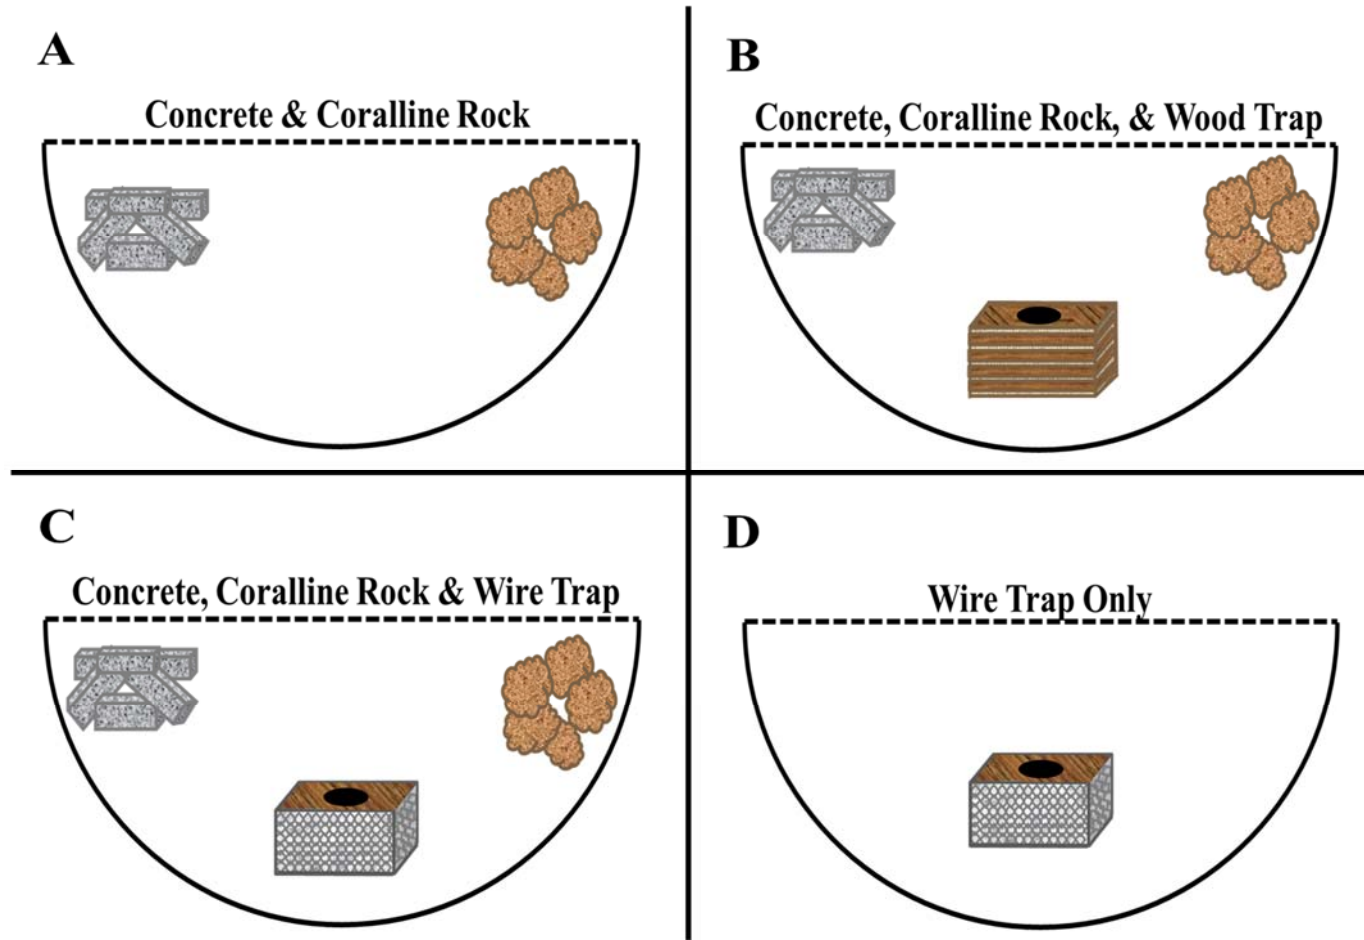 A
Concrete & Coralline Rock
B
Concrete, Coralline Rock, & Wood Trap
C
Concrete, Coralline Rock & Wire Trap
D
Wire Trap Only